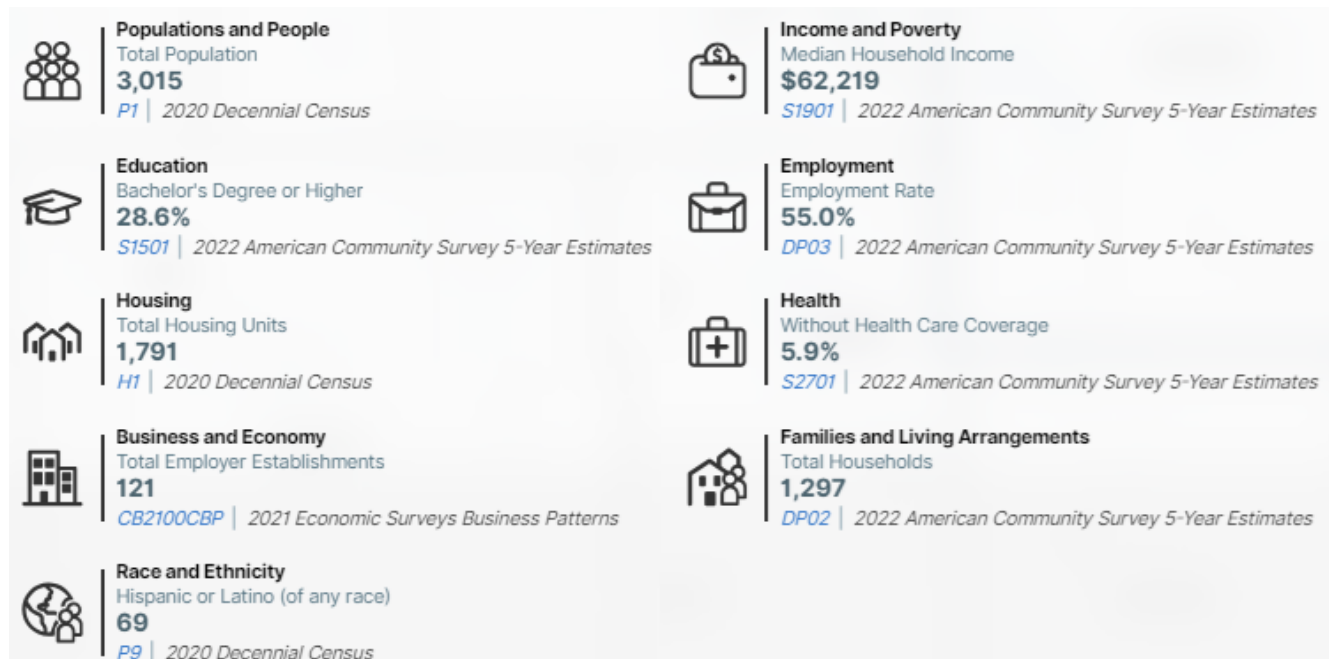 Populations and People
Total Population
3,015
P1 | 2020 Decennial Census
Education
Bachelor's Degree or Higher
28.6%
S1501 | 2022 American Community Survey 5-Year Estimates
Housing
Total Housing Units
1,791
H1 | 2020 Decennial Census
Business and Economy
Total Employer Establishments
121
CB2100CBP | 2021 Economic Surveys Business Patterns
Race and Ethnicity
Hispanic or Latino (of any race)
69
P9 | 2020 Decennial Census
Income and Poverty
Median Household Income
$62,219
S1901 | 2022 American Community Survey 5-Year Estimates
Employment
Employment Rate
55.0%
DP03 | 2022 American Community Survey 5-Year Estimates
Health
Without Health Care Coverage
5.9%
S2701 | 2022 American Community Survey 5-Year Estimates
Families and Living Arrangements
Total Households
1,297
DP02 | 2022 American Community Survey 5-Year Estimates